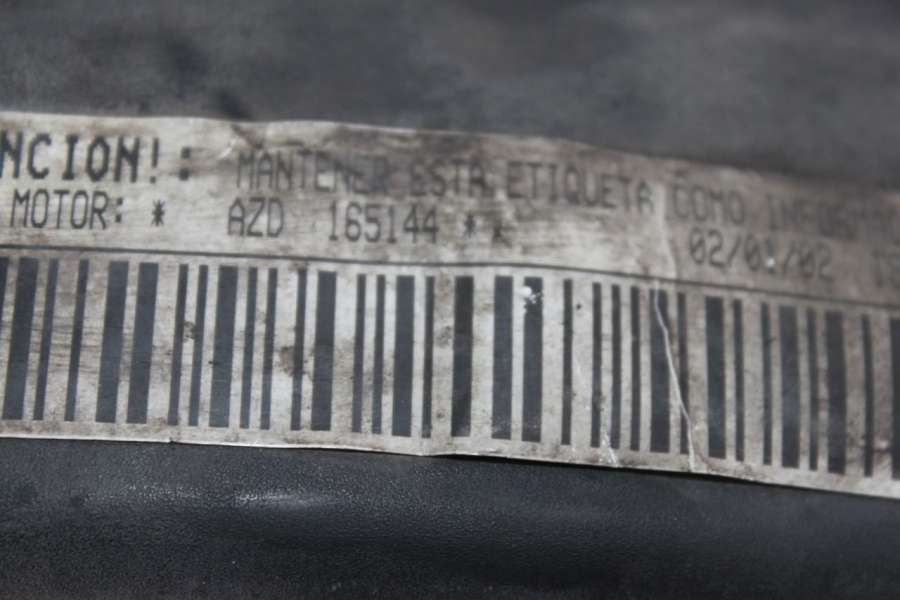 NCION!: MANTENER ESTA ETIQUETA COMO
MOTOR: * AZD 165144 * 02/01/02